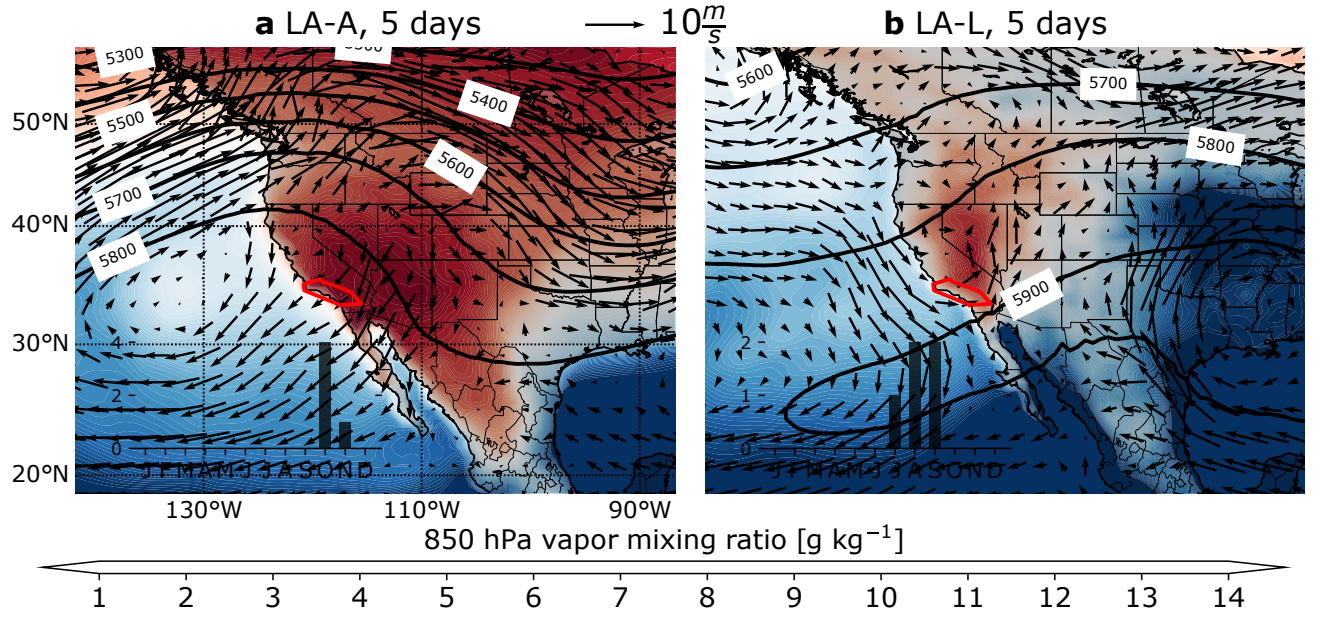 a LA-A, 5 days
10 m/s
b LA-L, 5 days
5300
5500
5700
5800
5400
5600
5600
5700
5800
5900
50°N
40°N
30°N
20°N
4
2
0
J F M A M J J A S O N D
2
1
0
J F M A M J J A S O N D
130°W
110°W
90°W
850 hPa vapor mixing ratio [g kg⁻¹]
1 2 3 4 5 6 7 8 9 10 11 12 13 14